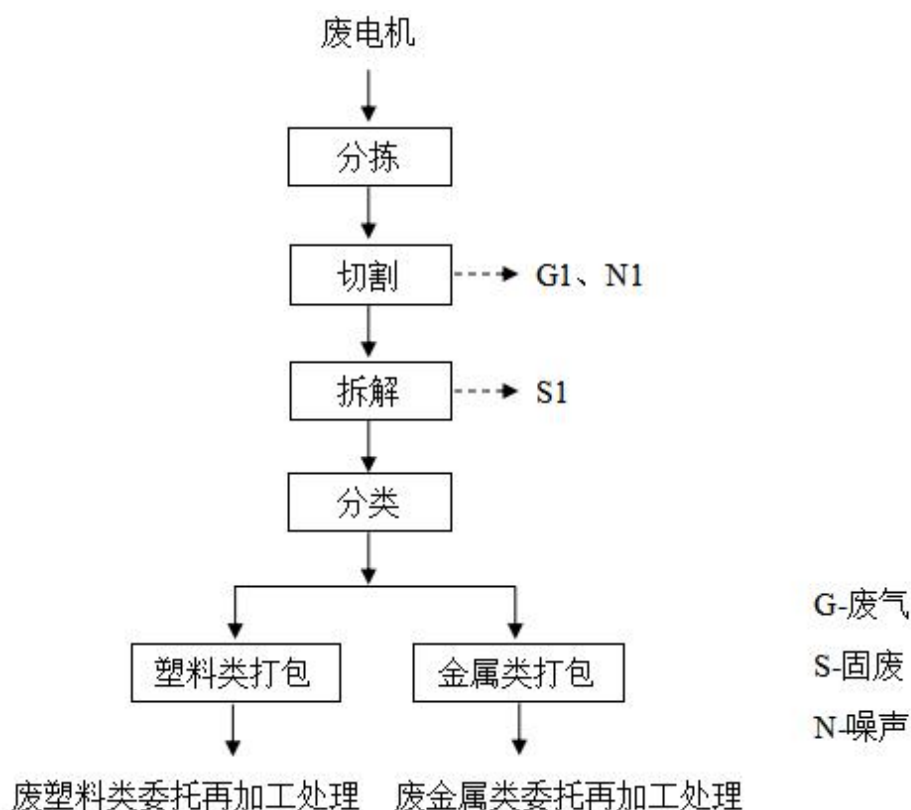 废电机
分拣
切割
G1、N1
拆解
S1
分类
塑料类打包
金属类打包
废塑料类委托再加工处理
废金属类委托再加工处理
G-废气
S-固废
N-噪声